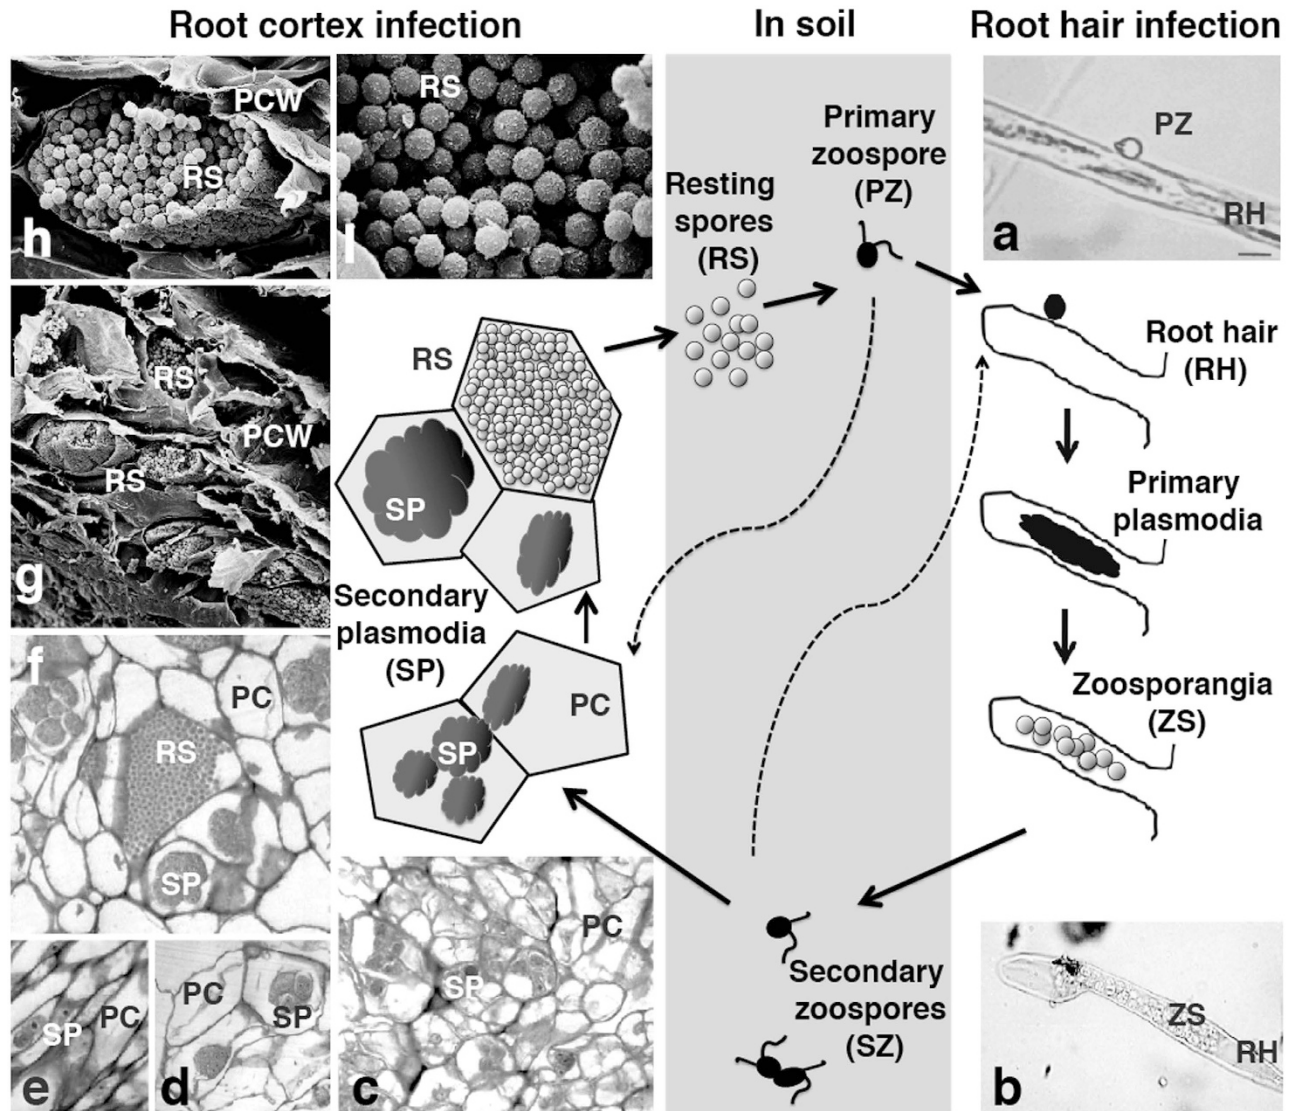 Root cortex infection
In soil
Root hair infection
PCW
RS
h
RS
i
Primary
zoospore
(PZ)
Resting
spores
(RS)
PZ
RH
a
RS
PCW
RS
g
RS
SP
Secondary
plasmodia
(SP)
PC
SP
Root hair
(RH)
Primary
plasmodia
Zoosporangia
(ZS)
f
PC
RS
SP
PC
SP
e
PC
SP
d
PC
SP
c
Secondary
zoospores
(SZ)
ZS
RH
b